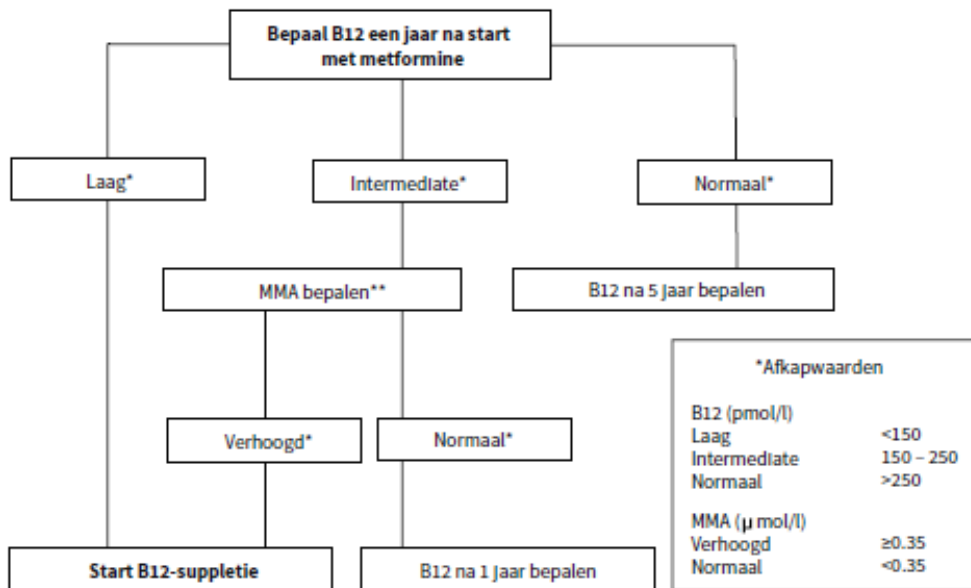 Bepaal B12 een jaar na start
met metformine
Laag*
Intermediate*
Normaal*
MMA bepalen**
B12 na 5 jaar bepalen
Verhoogd*
Normaal*
Start B12-suppletie
B12 na 1 jaar bepalen
*Afkapwaarden
B12 (pmol/l)
Laag <150
Intermediate 150 – 250
Normaal >250
MMA (μ mol/l)
Verhoogd ≥0.35
Normaal <0.35